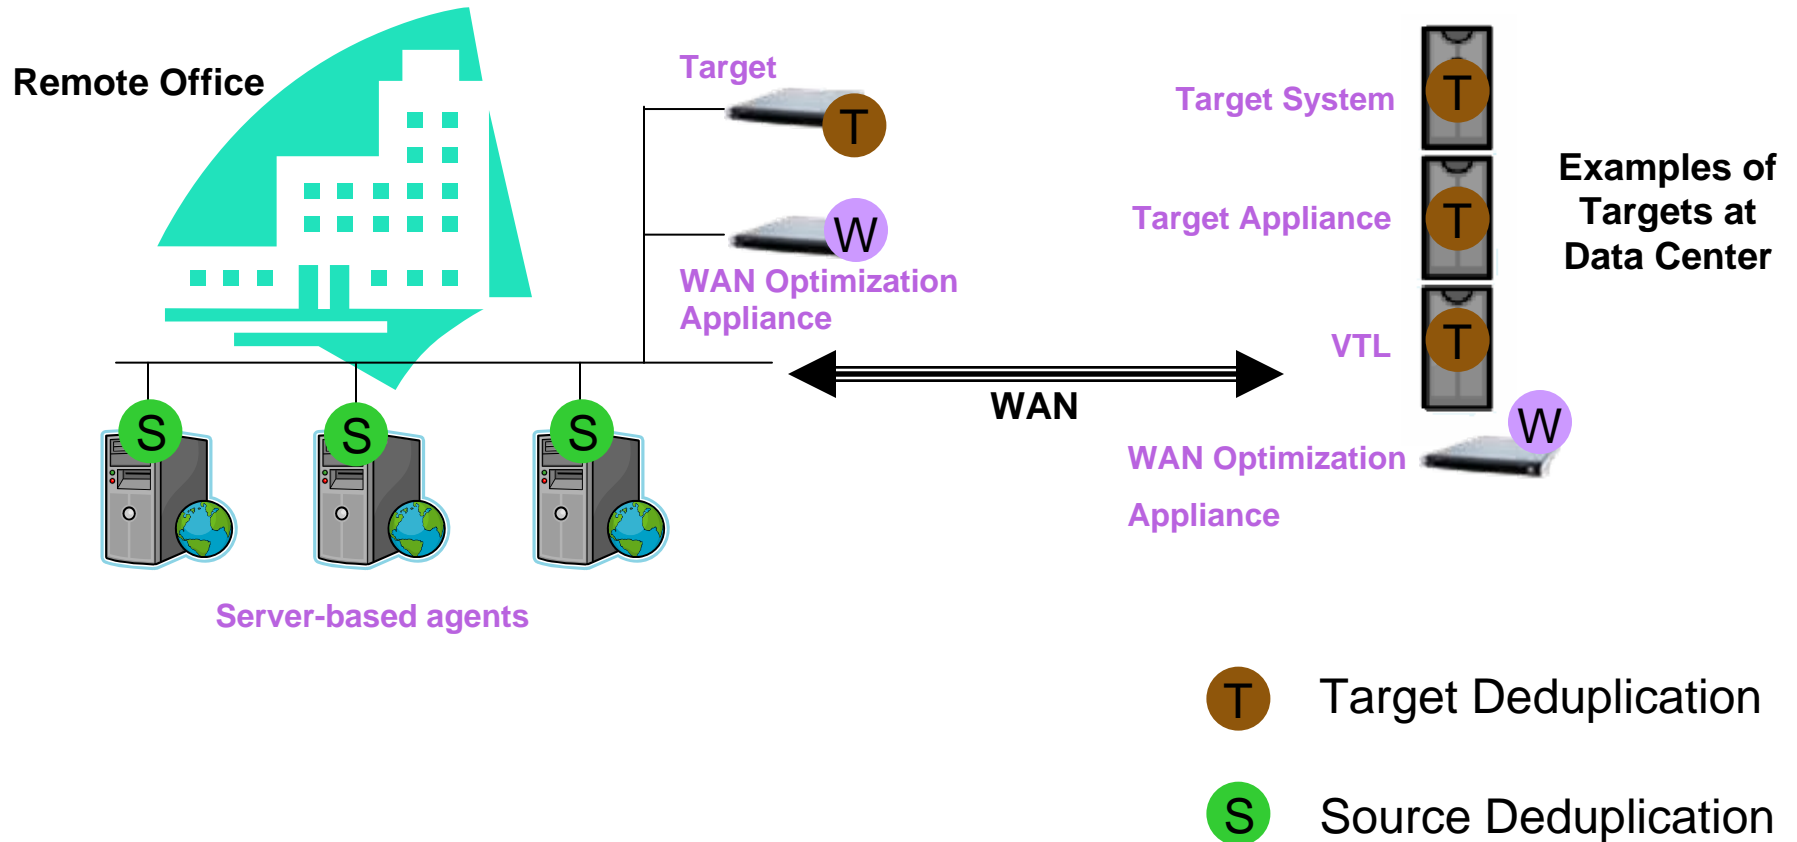 Remote Office
Target
T
W
WAN Optimization
Appliance
S
S
S
Server-based agents
WAN
Target System
T
Target Appliance
T
VTL
T
W
WAN Optimization
Appliance
Examples of
Targets at
Data Center
T
Target Deduplication
S
Source Deduplication